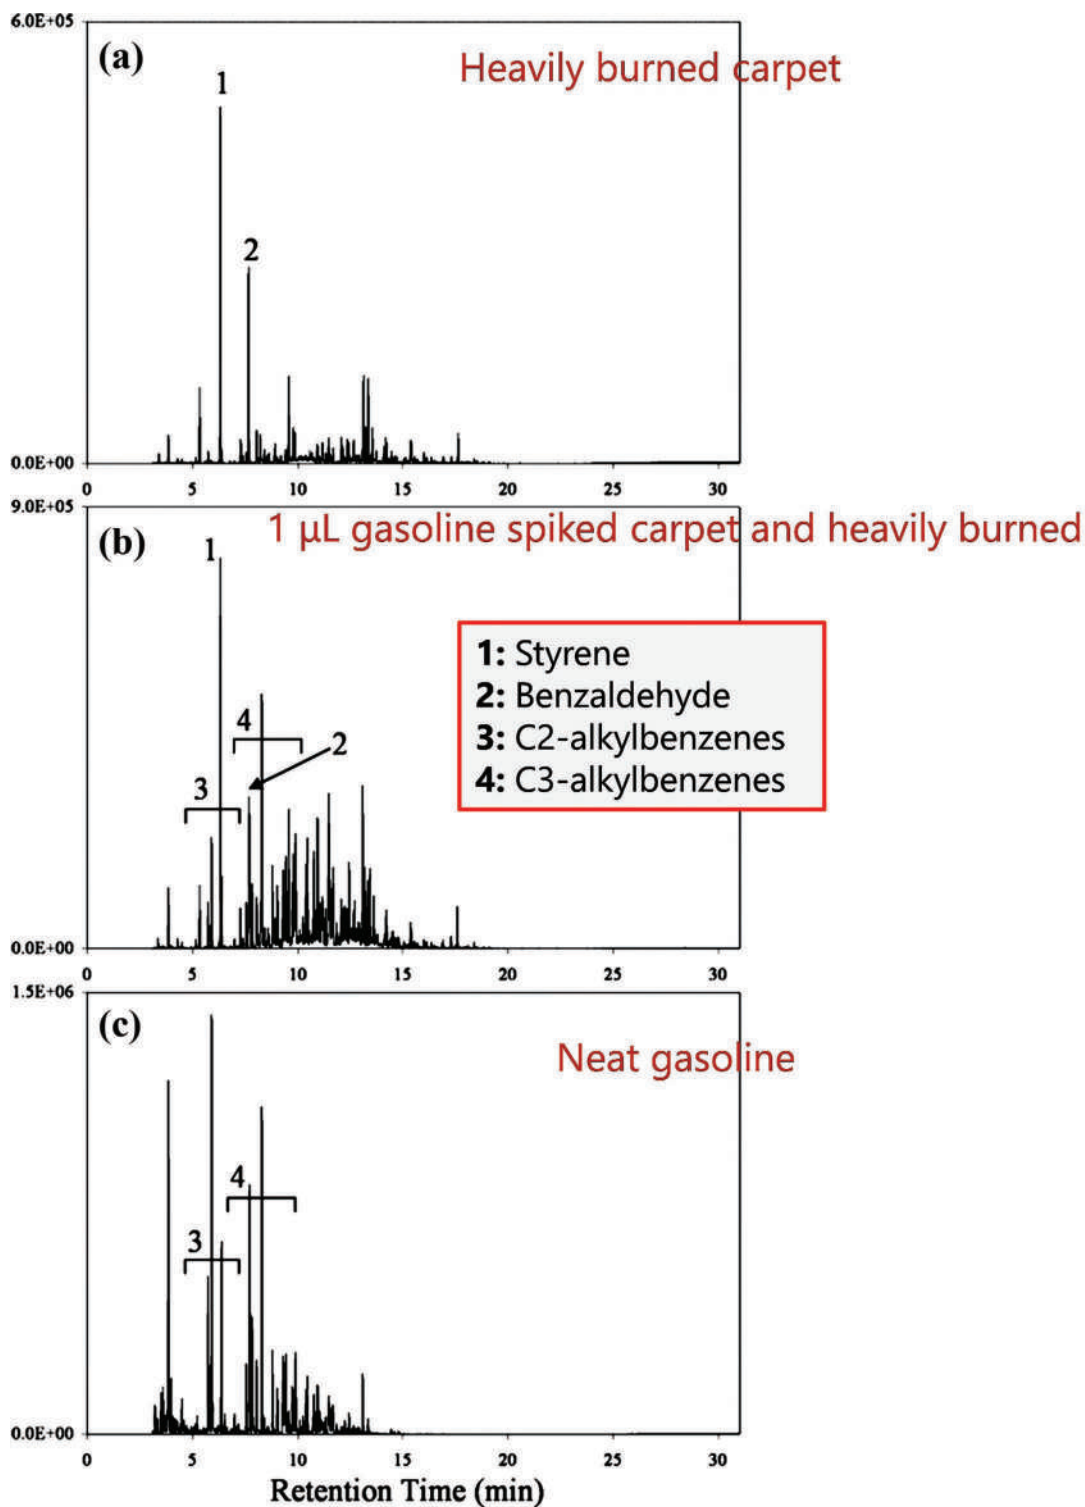 6.0E+05
(a)
Heavily burned carpet
1
2
0.0E+00
0 5 10 15 20 25 30
9.0E+05
(b)
1 µL gasoline spiked carpet and heavily burned
1
1: Styrene
2: Benzaldehyde
3: C2-alkylbenzenes
4: C3-alkylbenzenes
4
2
3
0.0E+00
0 5 10 15 20 25 30
1.5E+06
(c)
Neat gasoline
4
3
0.0E+00
0 5 10 15 20 25 30
Retention Time (min)